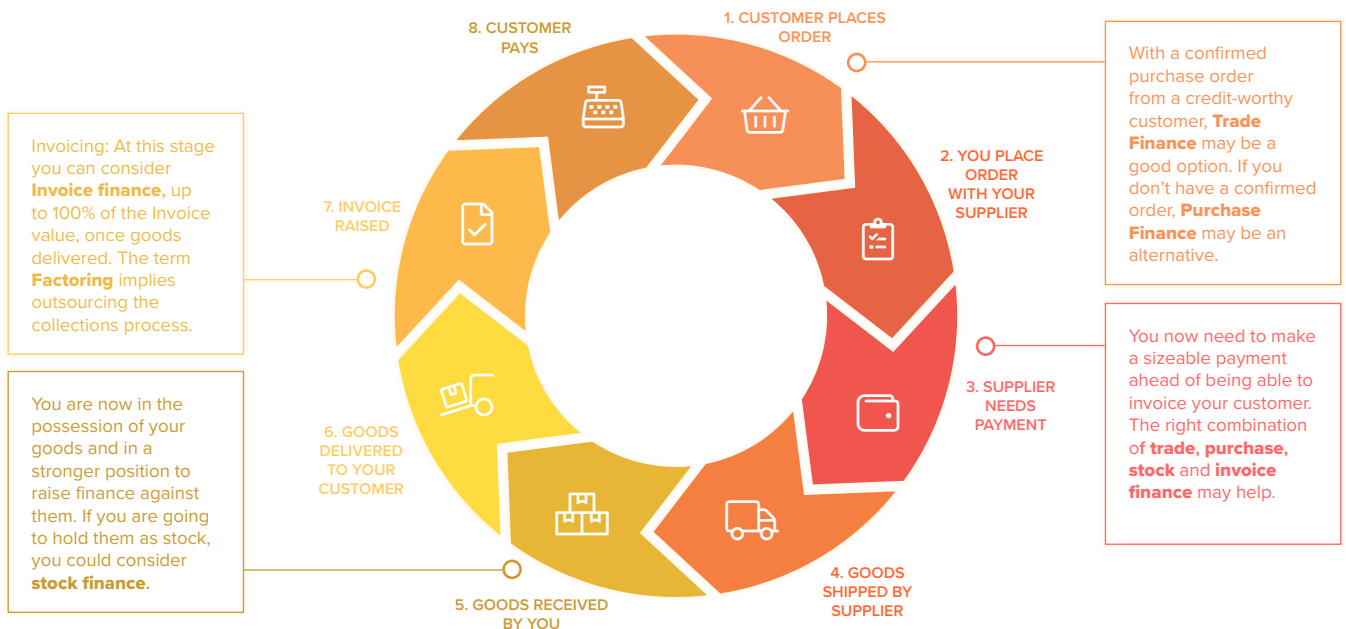 8. CUSTOMER
PAYS
1. CUSTOMER PLACES
ORDER
With a confirmed
purchase order
from a credit-worthy
customer, Trade
Finance may be a
good option. If you
don’t have a confirmed
order, Purchase
Finance may be an
alternative.
2. YOU PLACE
ORDER
WITH YOUR
SUPPLIER
Invoicing: At this stage
you can consider
Invoice finance, up
to 100% of the Invoice
value, once goods
delivered. The term
Factoring implies
outsourcing the
collections process.
7. INVOICE
RAISED
You now need to make
a sizeable payment
ahead of being able to
invoice your customer.
The right combination
of trade, purchase,
stock and invoice
finance may help.
3. SUPPLIER
NEEDS
PAYMENT
You are now in the
possession of your
goods and in a
stronger position to
raise finance against
them. If you are going
to hold them as stock,
you could consider
stock finance.
6. GOODS
DELIVERED
TO YOUR
CUSTOMER
4. GOODS
SHIPPED BY
SUPPLIER
5. GOODS RECEIVED
BY YOU